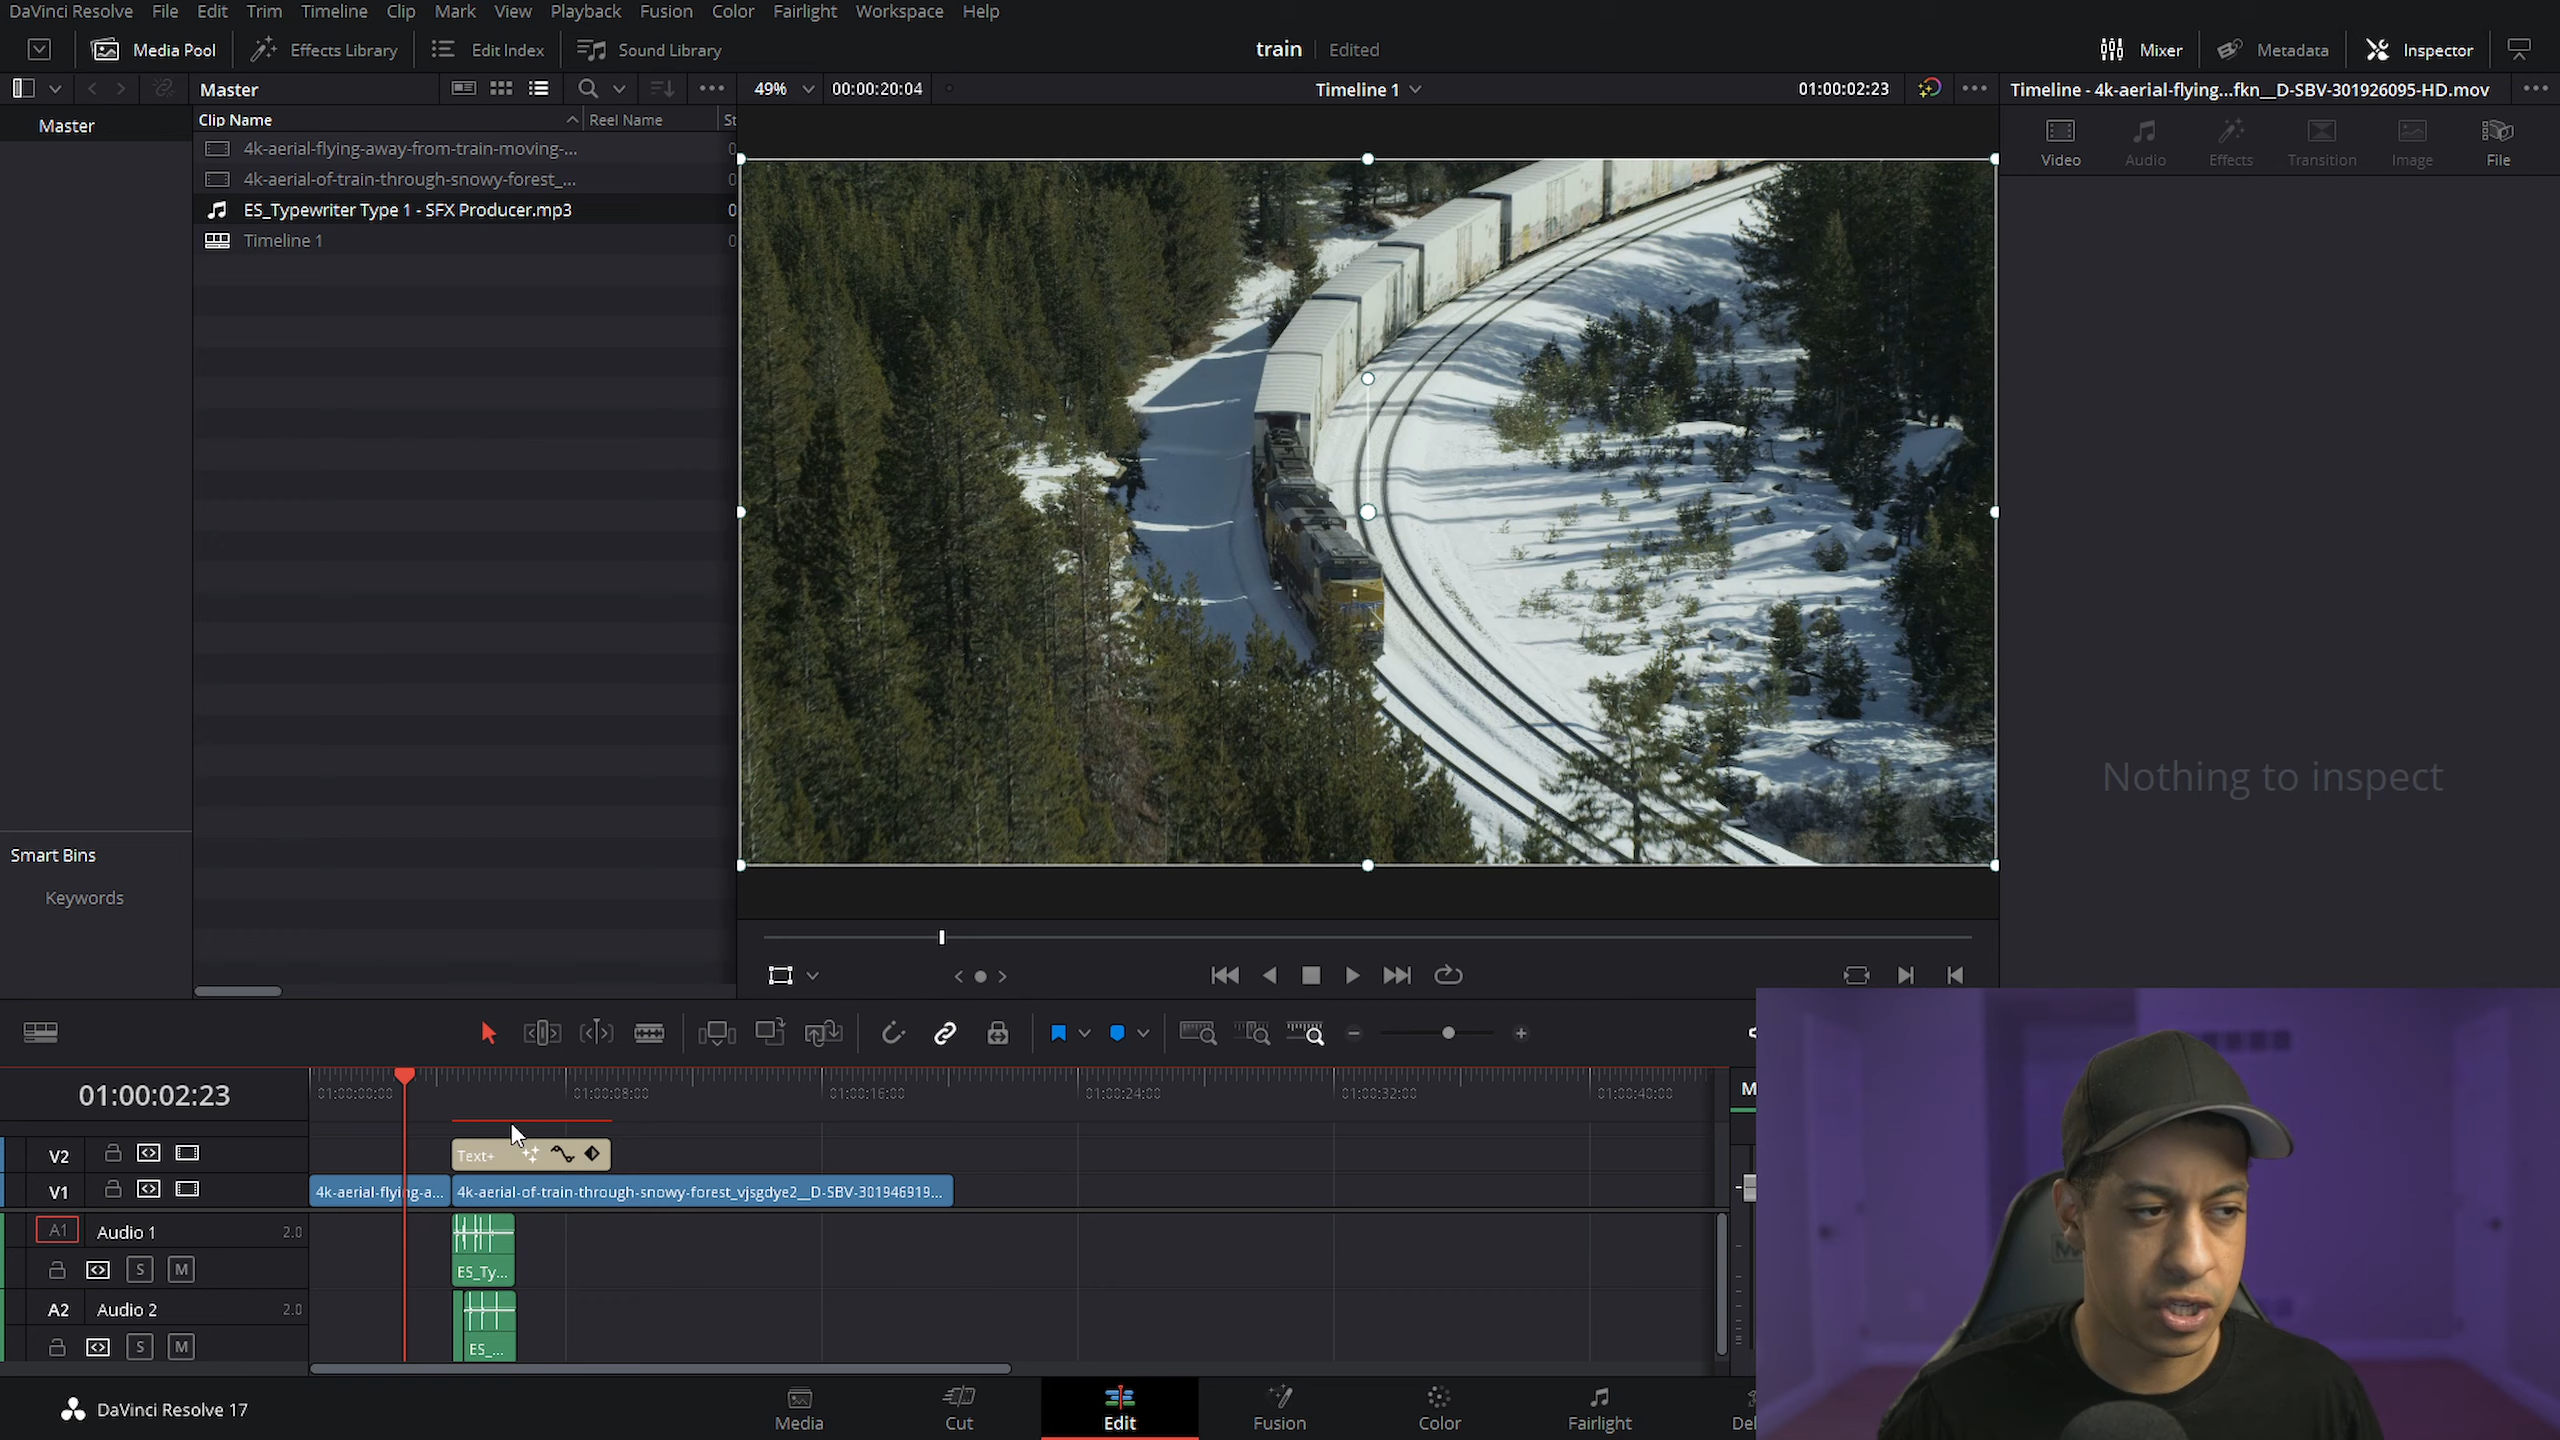 DaVinci Resolve File Edit Trim Timeline Clip Mark View Playback Fusion Color Fairlight Workspace Help
Media Pool Effects Library Edit Index Sound Library train Edited Mixer Metadata Inspector
Master 49% 00:00:20:04 Timeline 1 01:00:02:23 Timeline - 4k-aerial-flying...fkn__D-SBV-301926095-HD.mov
Master Clip Name Reel Name St
4k-aerial-flying-away-from-train-moving-... 0
4k-aerial-of-train-through-snowy-forest_... 0
ES_Typewriter Type 1 - SFX Producer.mp3 0
Timeline 1 0
Video Audio Effects Transition Image File
Nothing to inspect
Smart Bins
Keywords
01:00:02:23 01:00:00:00 01:00:08:00 01:00:16:00 01:00:24:00 01:00:32:00 01:00:40:00 M
V2 Text+
V1 4k-aerial-flying-a... 4k-aerial-of-train-through-snowy-forest_vjsgdye2__D-SBV-301946919...
A1 Audio 1 2.0
S M ES_Ty...
A2 Audio 2 2.0
S M ES_...
DaVinci Resolve 17 Media Cut Edit Fusion Color Fairlight Del